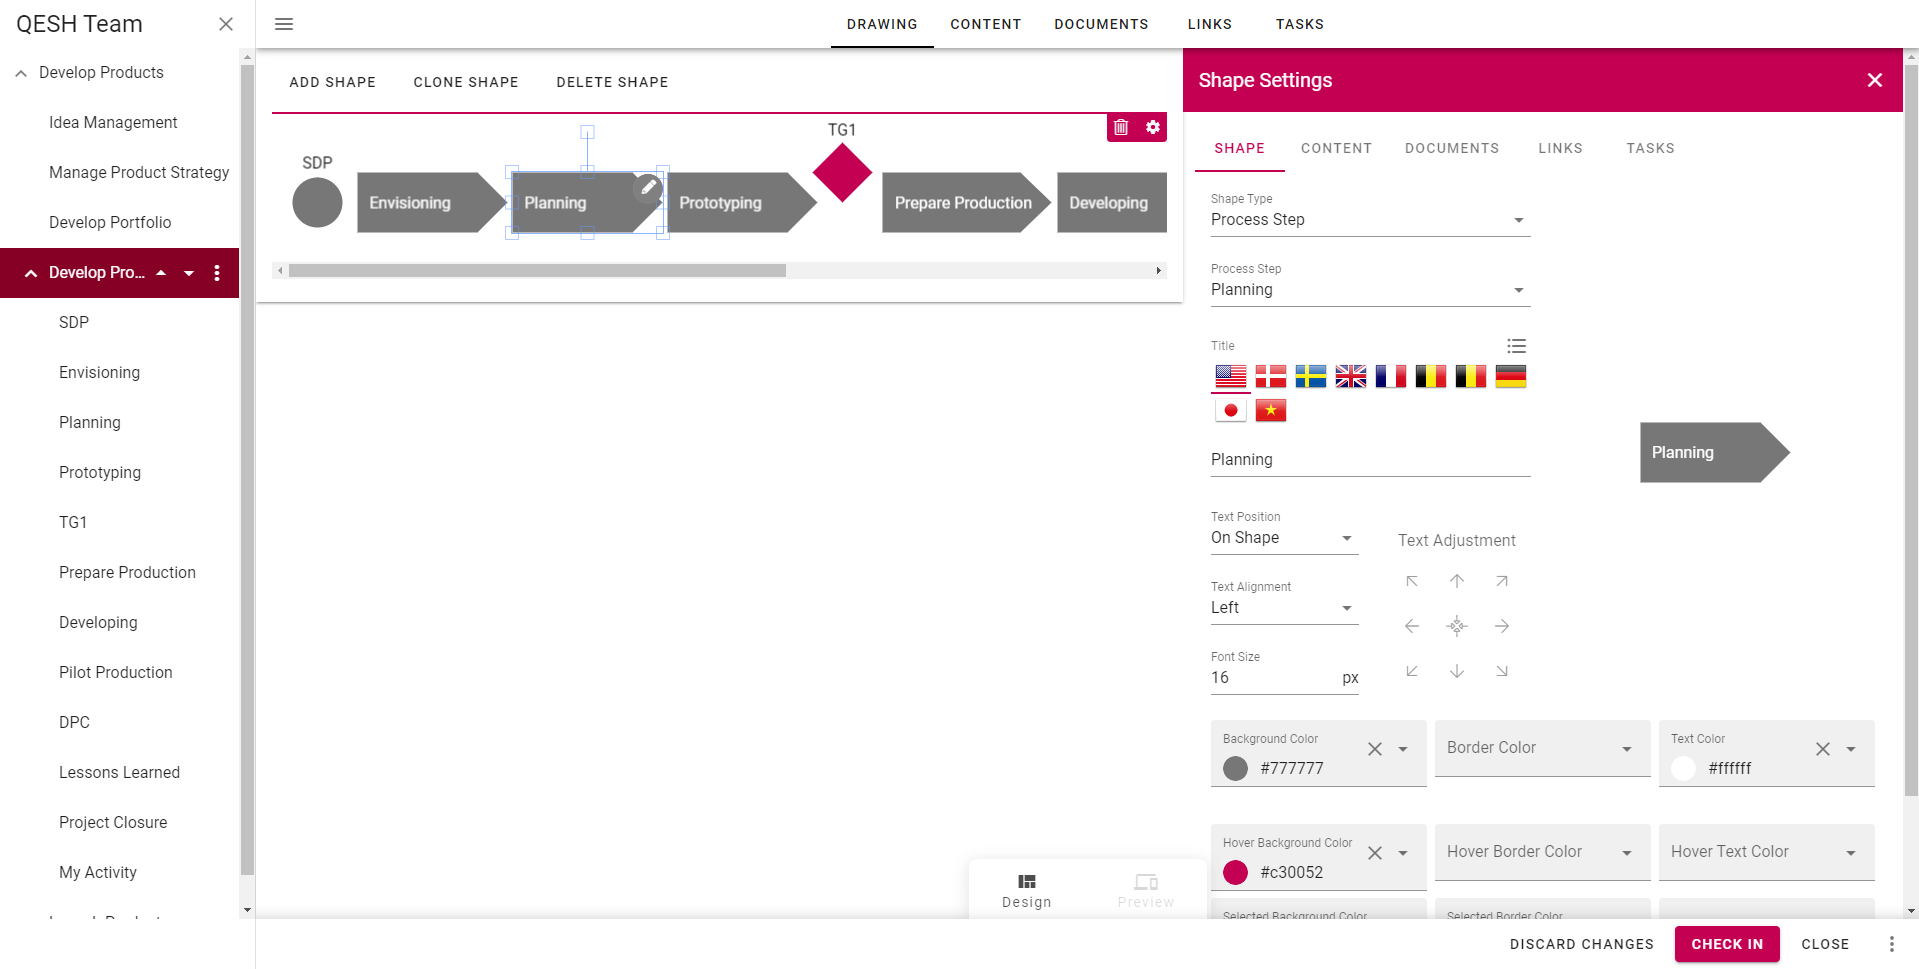 QESH Team
Develop Products
Idea Management
Manage Product Strategy
Develop Portfolio
Develop Pro...
SDP
Envisioning
Planning
Prototyping
TG1
Prepare Production
Developing
Pilot Production
DPC
Lessons Learned
Project Closure
My Activity
DRAWING CONTENT DOCUMENTS LINKS TASKS
ADD SHAPE CLONE SHAPE DELETE SHAPE
TG1
SDP
Envisioning Planning Prototyping Prepare Production Developing
Design Preview
Shape Settings
SHAPE CONTENT DOCUMENTS LINKS TASKS
Shape Type
Process Step
Process Step
Planning
Title
Planning
Planning
Text Position
On Shape
Text Adjustment
Text Alignment
Left
Font Size
16 px
Background Color
#777777
Border Color
Text Color
#ffffff
Hover Background Color
#c30052
Hover Border Color
Hover Text Color
Selected Background Color
Selected Border Color
DISCARD CHANGES CHECK IN CLOSE